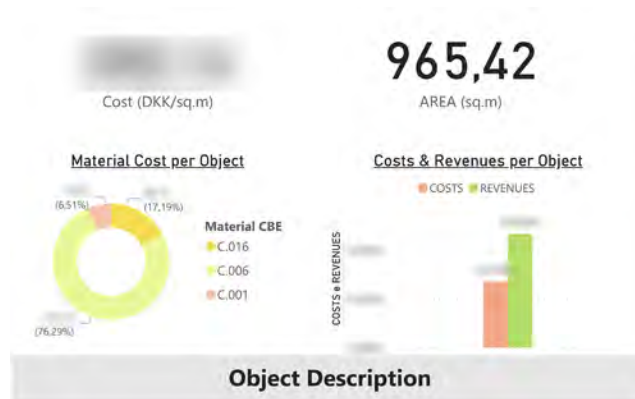 965,42
Cost (DKK/sq.m)
AREA (sq.m)
Material Cost per Object
(6,51%)
(17,19%)
(76,29%)
Material CBE
C.016
C.006
C.001
Costs & Revenues per Object
COSTS
REVENUES
COSTS e REVENUES
Object Description